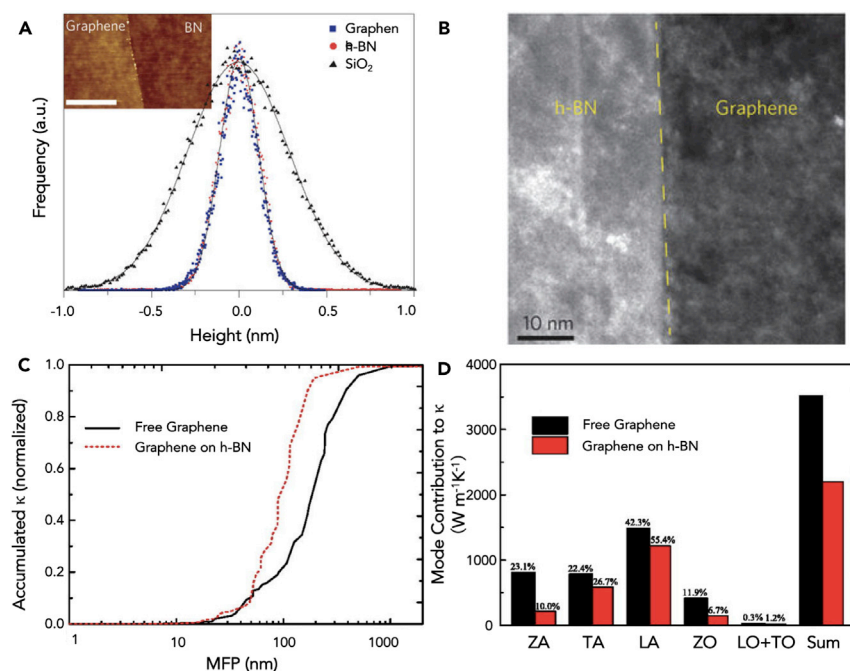 A
Graphene
BN
Graphen
h-BN
SiO2
Frequency (a.u.)
-1.0
-0.5
0.0
0.5
1.0
Height (nm)
B
h-BN
Graphene
10 nm
C
1.0
0.8
0.6
0.4
0.2
0.0
Accumulated κ (normalized)
Free Graphene
Graphene on h-BN
1
10
100
1000
MFP (nm)
D
4000
3000
2000
1000
0
Mode Contribution to κ
(W m-1K-1)
Free Graphene
Graphene on h-BN
23.1%
10.0%
22.4%
26.7%
42.3%
55.4%
11.9%
6.7%
0.3%
1.2%
ZA
TA
LA
ZO
LO+TO
Sum